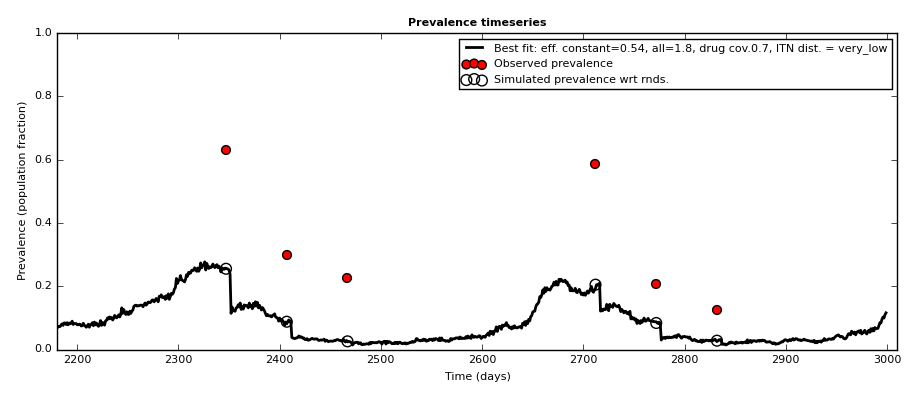 Prevalence timeseries
Best fit: eff. constant=0.54, all=1.8, drug cov.0.7, ITN dist. = very_low
Observed prevalence
Simulated prevalence wrt rnds.
Prevalence (population fraction)
1.0
0.8
0.6
0.4
0.2
0.0
2200 2300 2400 2500 2600 2700 2800 2900 3000
Time (days)